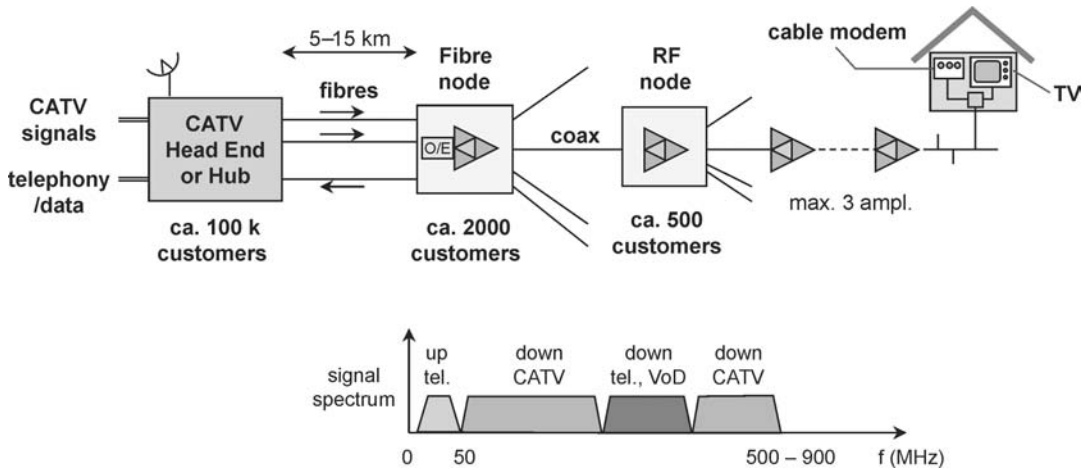 5–15 km
cable modem
Fibre
node
RF
node
TV
fibres
CATV
signals
CATV
Head End
or Hub
O/E
coax
telephony
/data
max. 3 ampl.
ca. 100 k
customers
ca. 2000
customers
ca. 500
customers
up
tel.
down
CATV
down
tel., VoD
down
CATV
signal
spectrum
0
50
500 – 900
f (MHz)